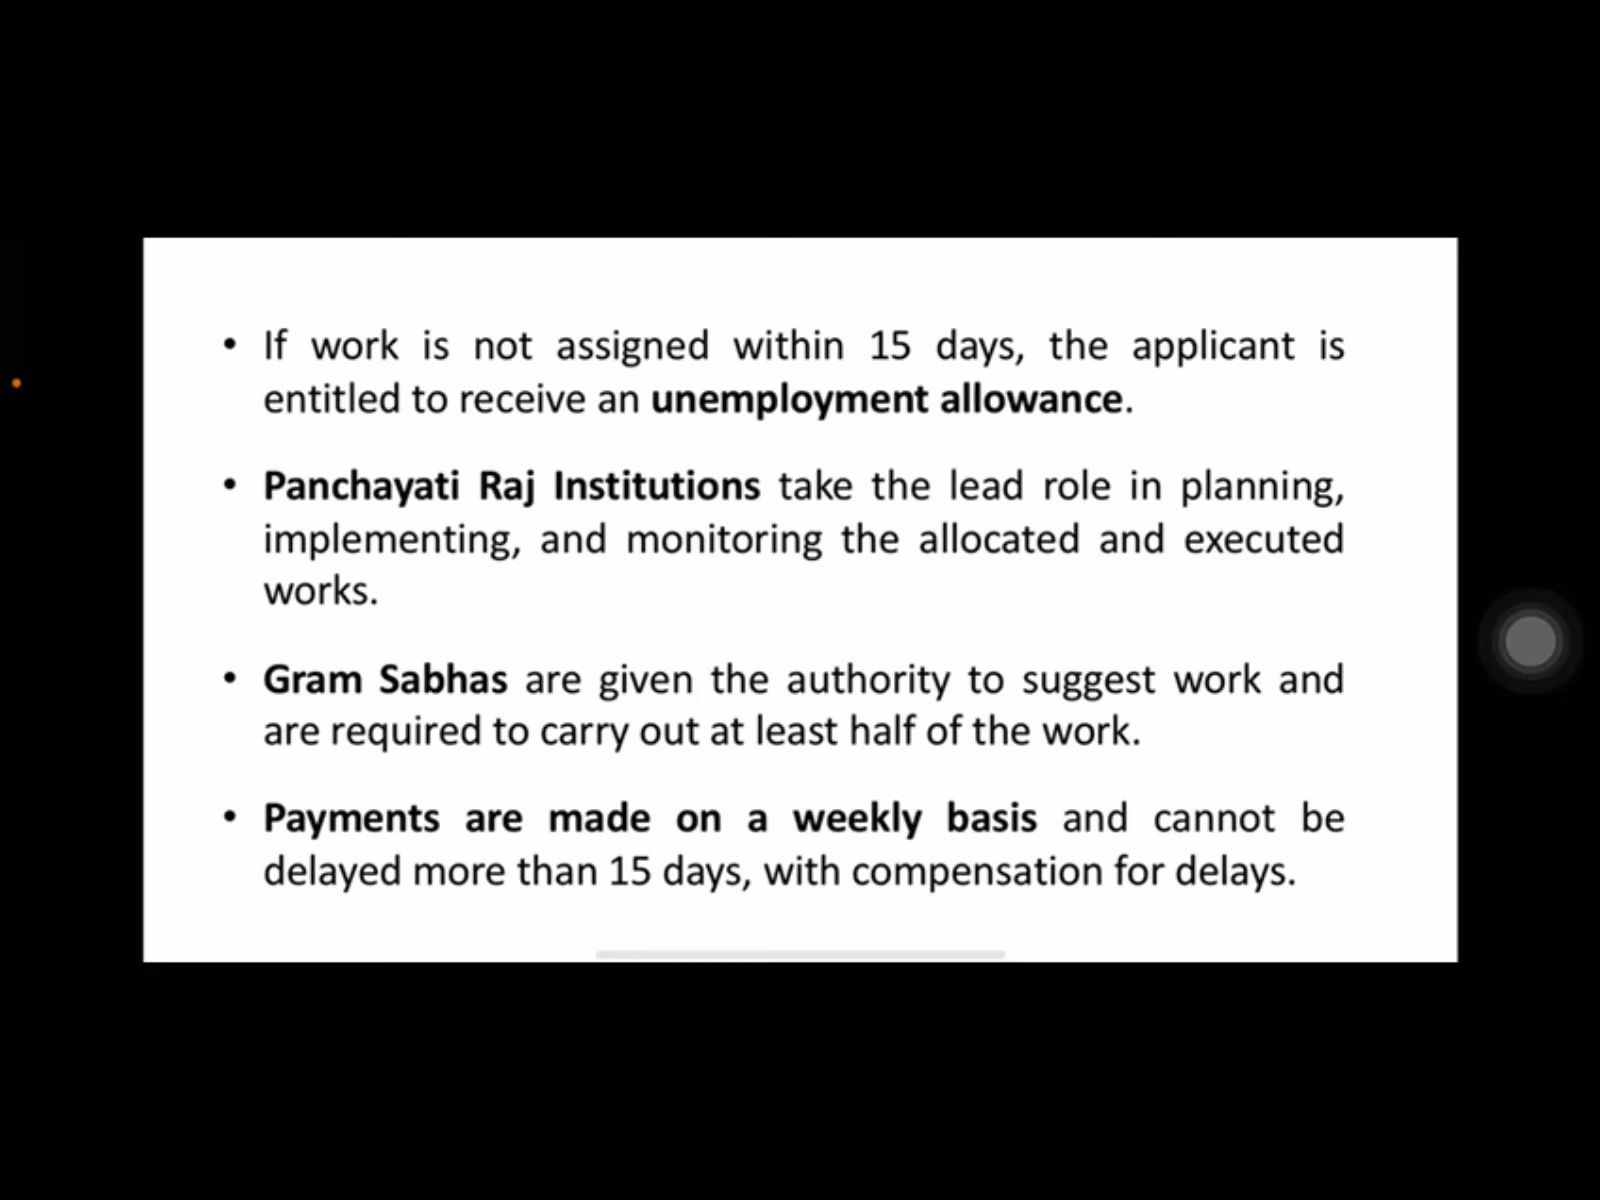 • If work is not assigned within 15 days, the applicant is
entitled to receive an unemployment allowance.
• Panchayati Raj Institutions take the lead role in planning,
implementing, and monitoring the allocated and executed
works.
• Gram Sabhas are given the authority to suggest work and
are required to carry out at least half of the work.
• Payments are made on a weekly basis and cannot be
delayed more than 15 days, with compensation for delays.